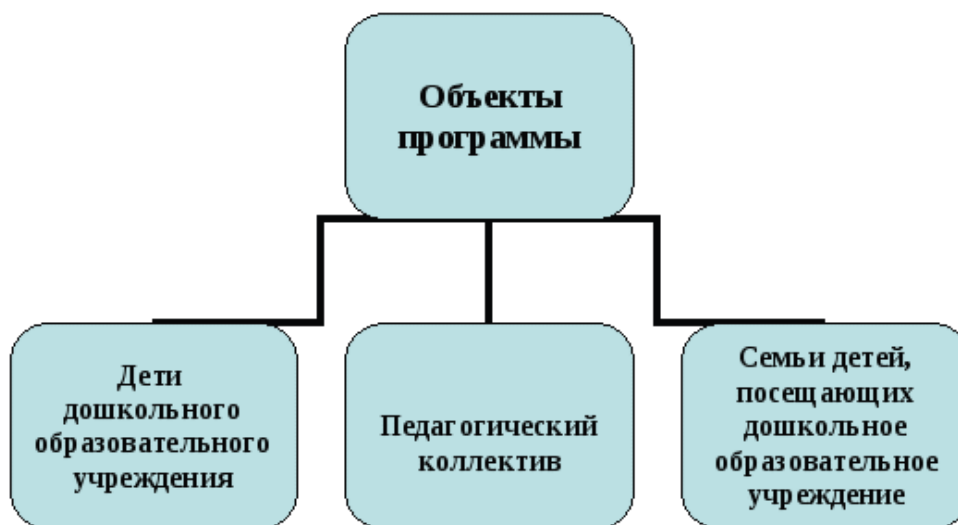 Объекты
программы
Дети
дошкольного
образовательного
учреждения
Педагогический
коллектив
Семьи детей,
посещающих
дошкольное
образовательное
учреждение